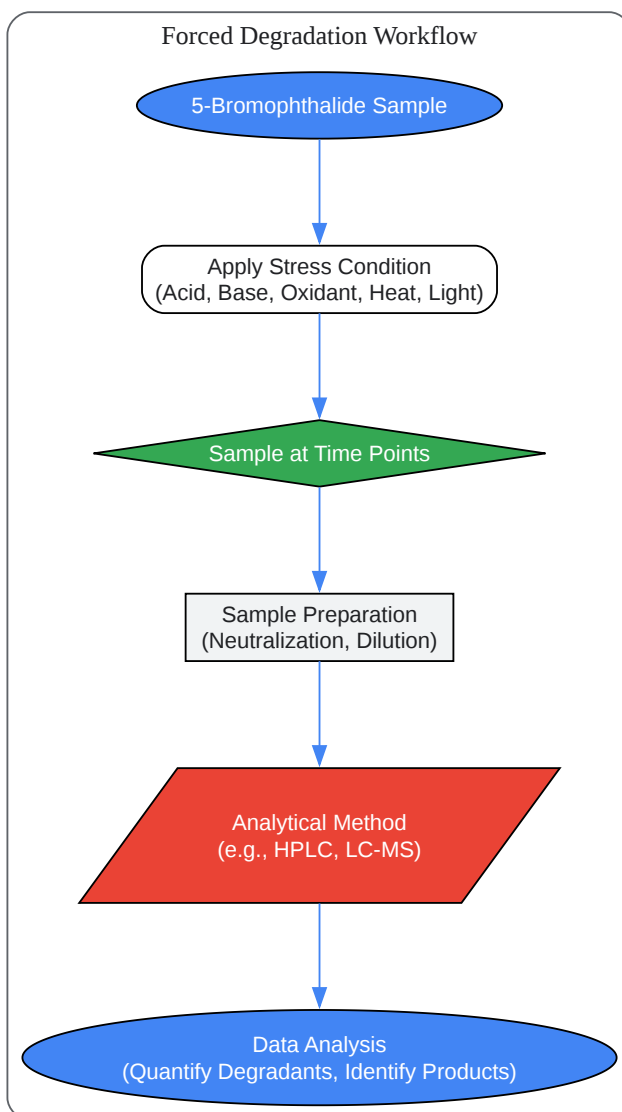 Forced Degradation Workflow
5-Bromophthalide Sample
Apply Stress Condition
(Acid, Base, Oxidant, Heat, Light)
Sample at Time Points
Sample Preparation
(Neutralization, Dilution)
Analytical Method
(e.g., HPLC, LC-MS)
Data Analysis
(Quantify Degradants, Identify Products)